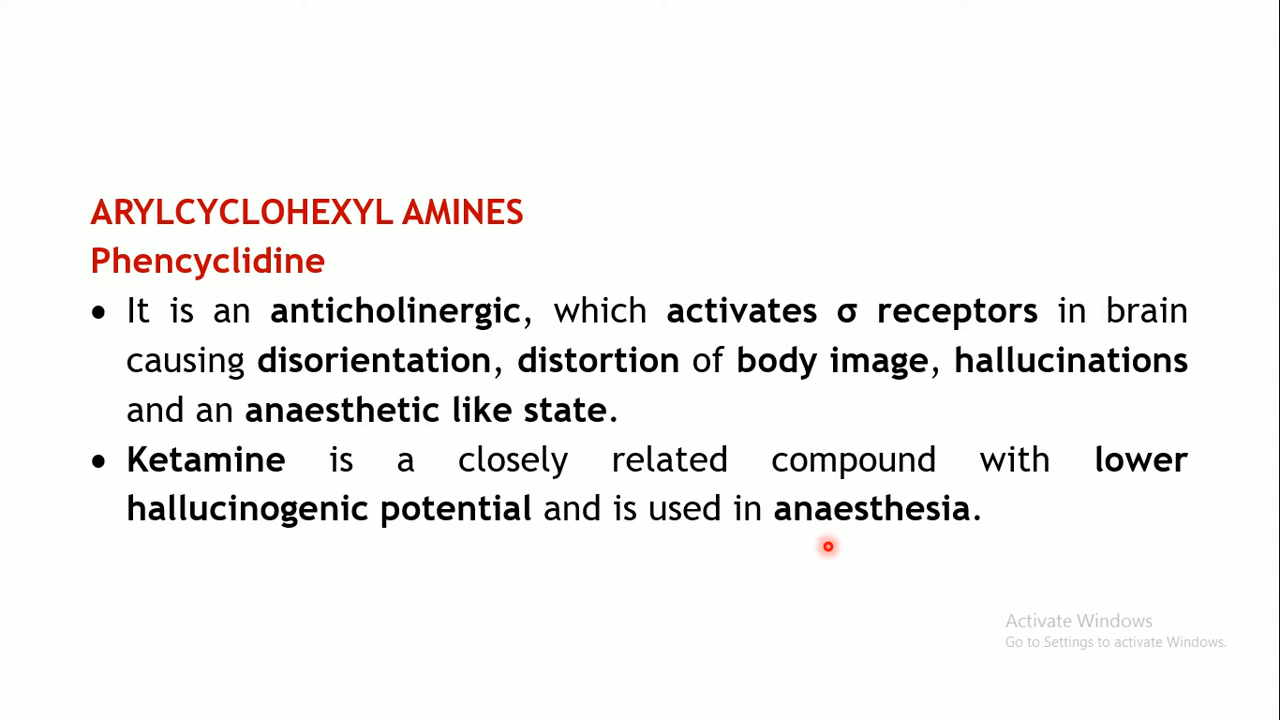 ARYLCYCLOHEXYL AMINES
Phencyclidine
• It is an anticholinergic, which activates σ receptors in brain
causing disorientation, distortion of body image, hallucinations
and an anaesthetic like state.
• Ketamine is a closely related compound with lower
hallucinogenic potential and is used in anaesthesia.
Activate Windows
Go to Settings to activate Windows.